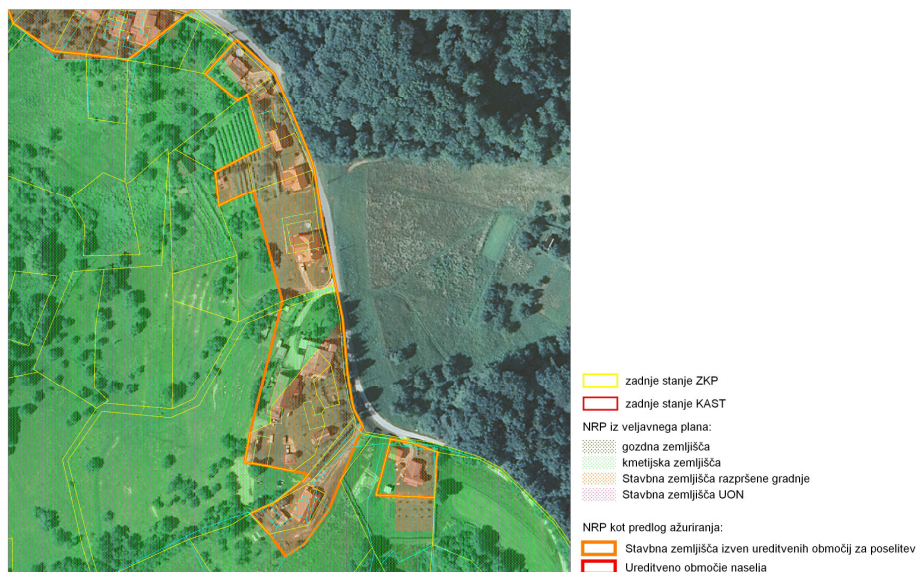 zadnje stanje ZKP
zadnje stanje KAST
NRP iz veljavnega plana:
gozdna zemljišča
kmetijska zemljišča
Stavbna zemljišča razpršene gradnje
Stavbna zemljišča UON
NRP kot predlog ažuriranja:
Stavbna zemljišča izven ureditvenih območij za poselitev
Ureditveno območje naselja